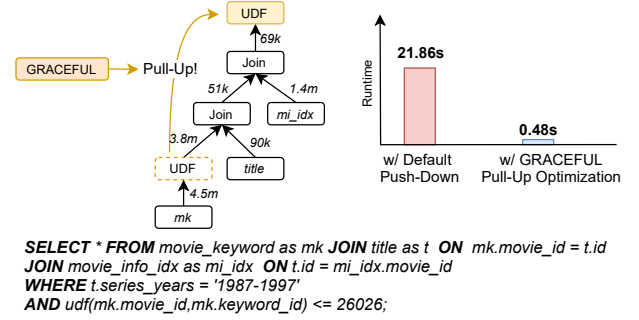 UDF
69k
GRACEFUL
Pull-Up!
Join
51k
1.4m
Join
mi_idx
3.8m
90k
UDF
title
4.5m
mk
Runtime
21.86s
0.48s
w/ Default
Push-Down
w/ GRACEFUL
Pull-Up Optimization
SELECT * FROM movie_keyword as mk JOIN title as t ON mk.movie_id = t.id
JOIN movie_info_idx as mi_idx ON t.id = mi_idx.movie_id
WHERE t.series_years = '1987-1997'
AND udf(mk.movie_id,mk.keyword_id) <= 26026;